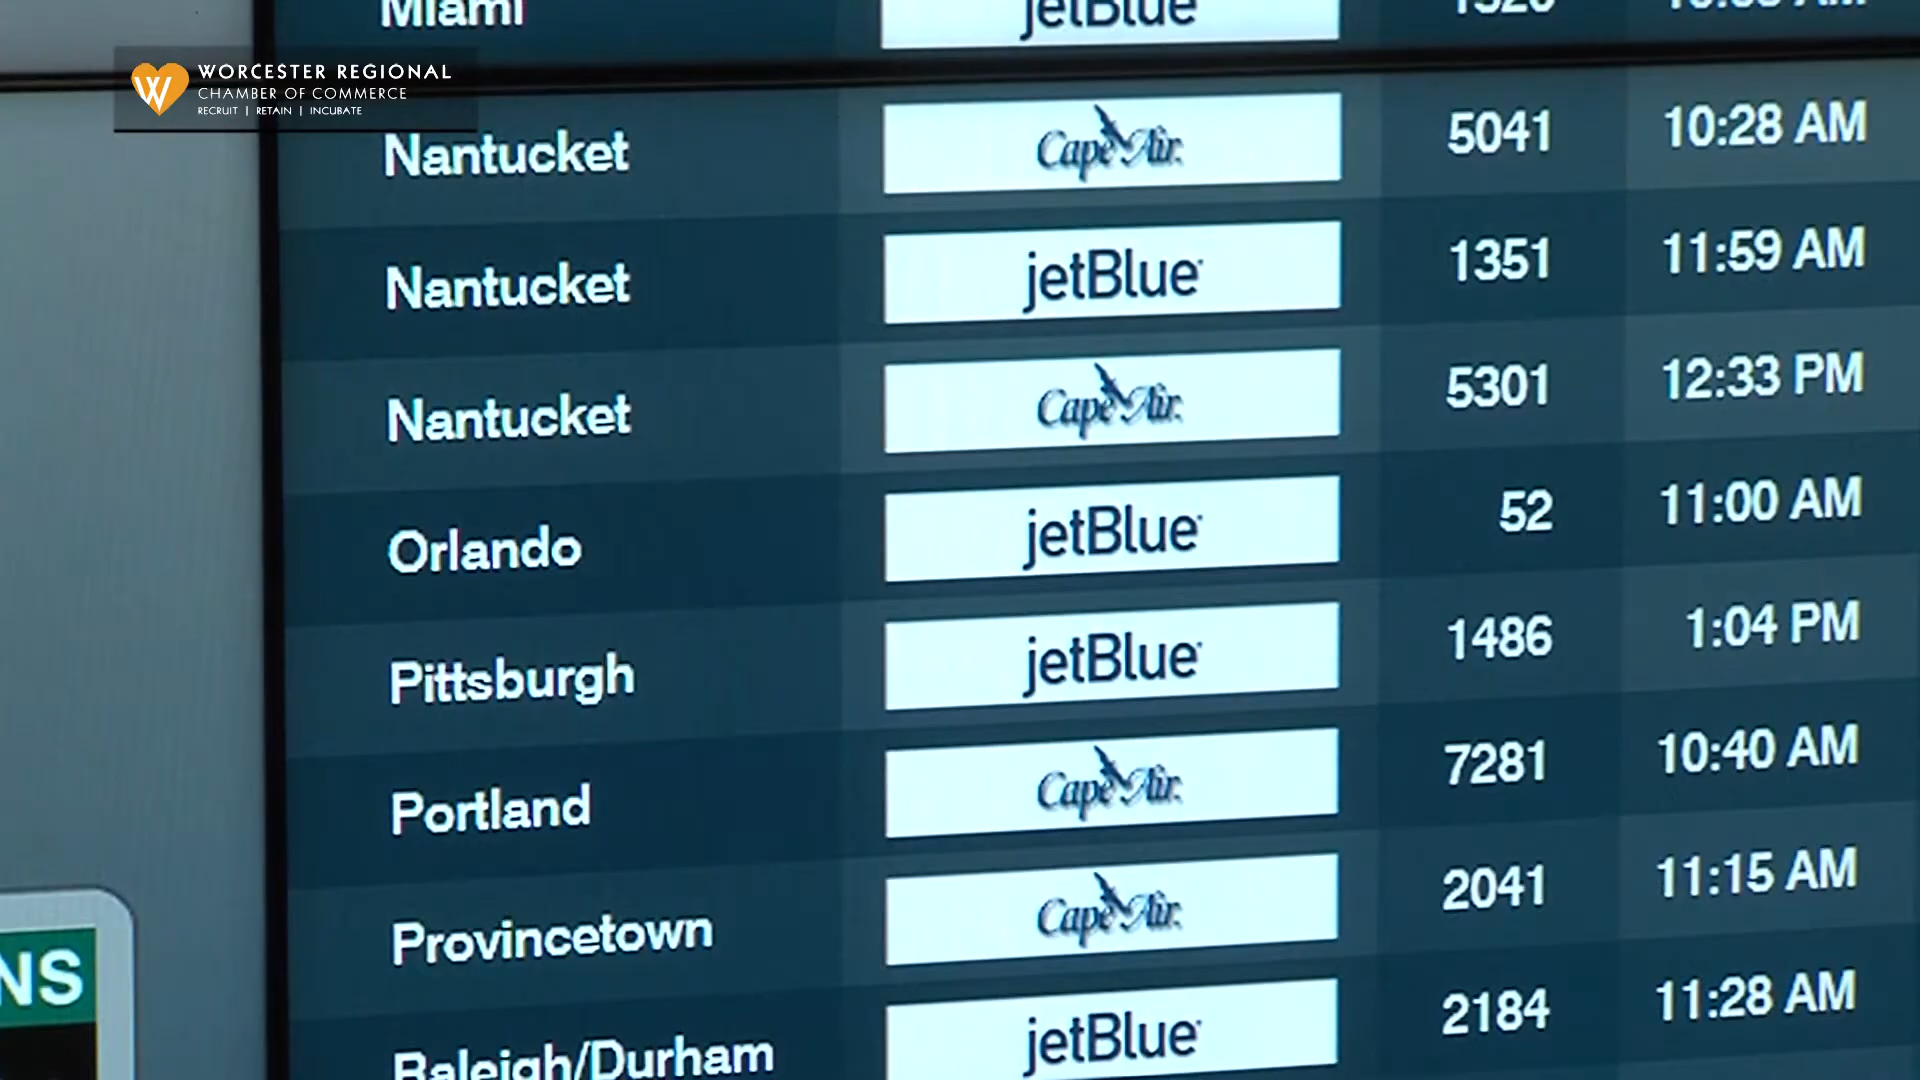 Miami jetBlue
WORCESTER REGIONAL
CHAMBER OF COMMERCE
RECRUIT | RETAIN | INCUBATE
Nantucket Cape Air. 5041 10:28 AM
Nantucket jetBlue 1351 11:59 AM
Nantucket Cape Air. 5301 12:33 PM
Orlando jetBlue 52 11:00 AM
Pittsburgh jetBlue 1486 1:04 PM
Portland Cape Air. 7281 10:40 AM
Provincetown Cape Air. 2041 11:15 AM
NS
Raleigh/Durham jetBlue 2184 11:28 AM